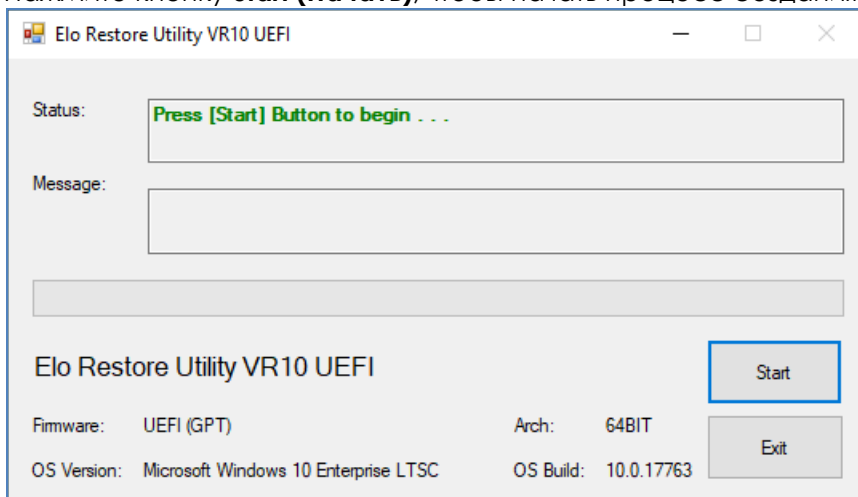 Elo Restore Utility VR10 UEFI
Status:
Press [Start] Button to begin . . .
Message:
Elo Restore Utility VR10 UEFI
Start
Firmware: UEFI (GPT) Arch: 64BIT
Exit
OS Version: Microsoft Windows 10 Enterprise LTSC OS Build: 10.0.17763